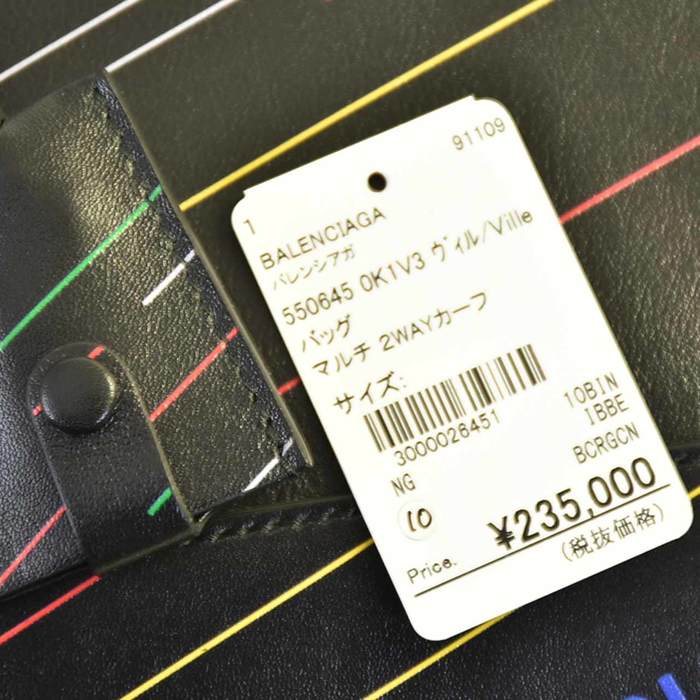 91109
1
BALENCIAGA
バレンシアガ
550645 0K1V3 ヴィル/Ville
バッグ
マルチ 2WAYカーフ
サイズ:
3000026451
10BIN
IBBE
NG
BCRGCN
10
¥235,000
Price.
(税抜価格)